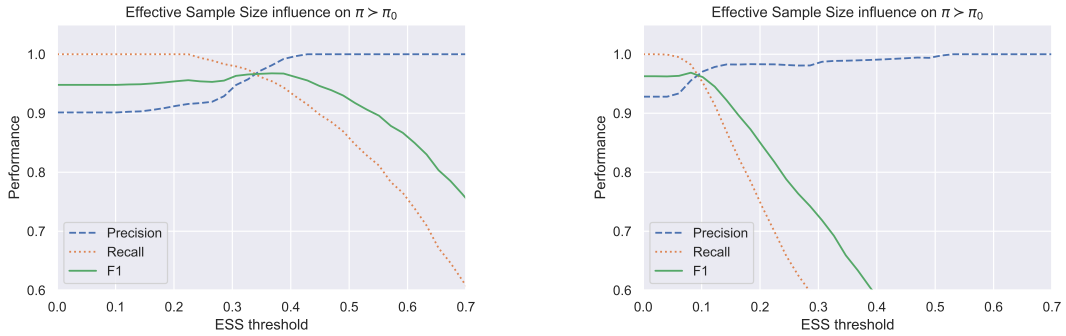 Effective Sample Size influence on π ≻ π₀
1.0
0.9
0.8
0.7
0.6
Performance
Precision
Recall
F1
0.0 0.1 0.2 0.3 0.4 0.5 0.6 0.7
ESS threshold
Effective Sample Size influence on π ≻ π₀
1.0
0.9
0.8
0.7
0.6
Performance
Precision
Recall
F1
0.0 0.1 0.2 0.3 0.4 0.5 0.6 0.7
ESS threshold